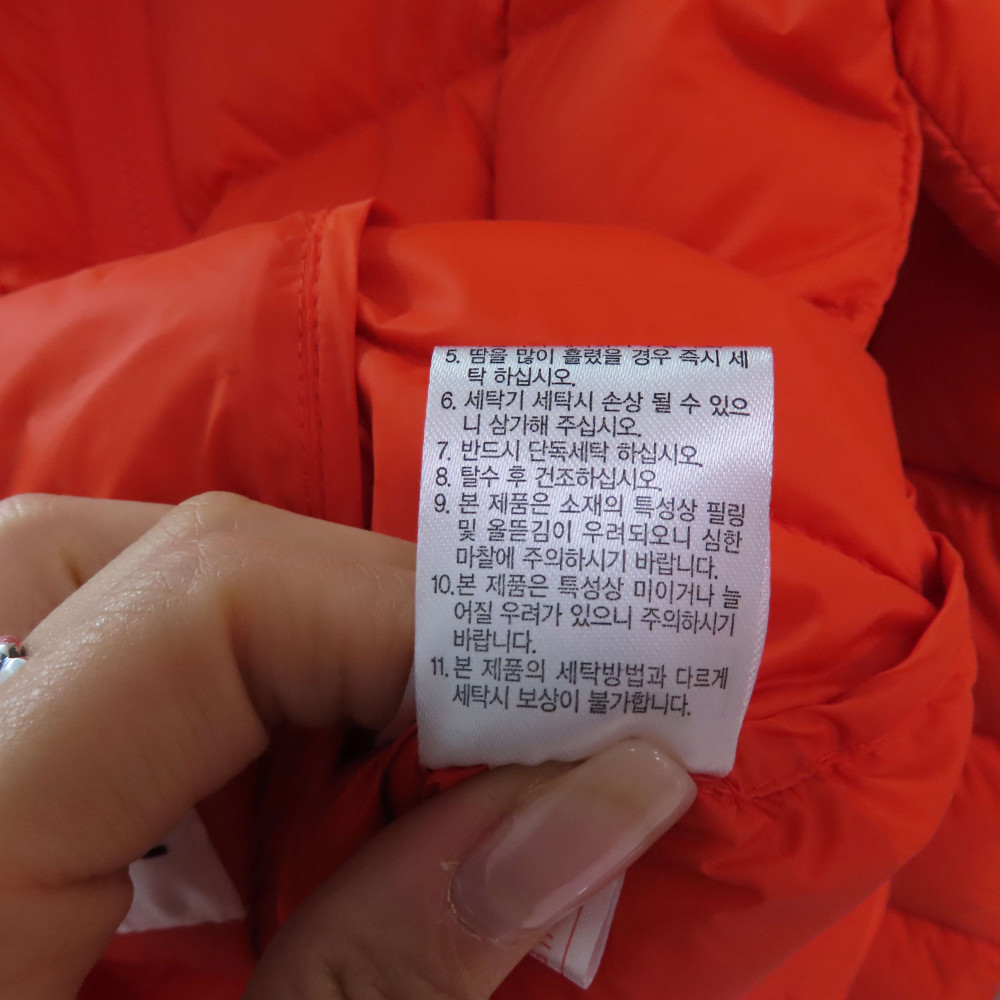 5. 땀을 많이 흘렸을 경우 즉시 세
탁 하십시오.
6. 세탁기 세탁시 손상 될 수 있으
니 삼가해 주십시오.
7. 반드시 단독세탁 하십시오.
8. 탈수 후 건조하십시오.
9. 본 제품은 소재의 특성상 필링
및 올뜯김이 우려되오니 심한
마찰에 주의하시기 바랍니다.
10.본 제품은 특성상 미이거나 늘
어질 우려가 있으니 주의하시기
바랍니다.
11. 본 제품의 세탁방법과 다르게
세탁시 보상이 불가합니다.